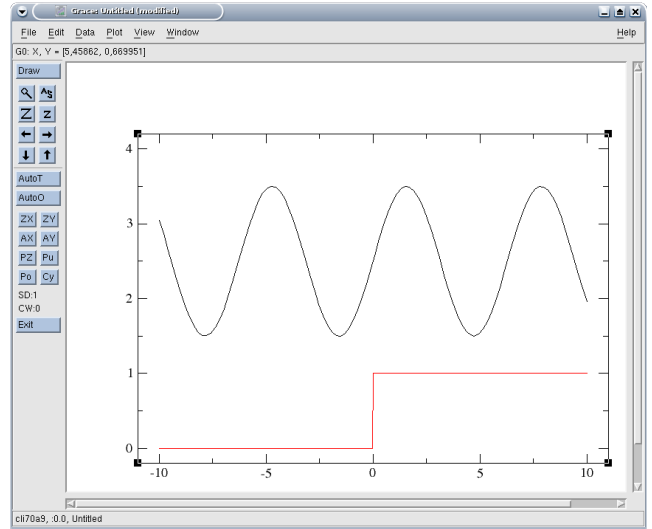 Grace: Untitled (modified)
File Edit Data Plot View Window Help
G0: X, Y = [5,45862, 0,669951]
Draw
AS
Z z
AutoT
AutoO
ZX ZY
AX AY
PZ Pu
Po Cy
SD:1
CW:0
Exit
4
3
2
1
0
-10 -5 0 5 10
cli70a9, :0.0, Untitled